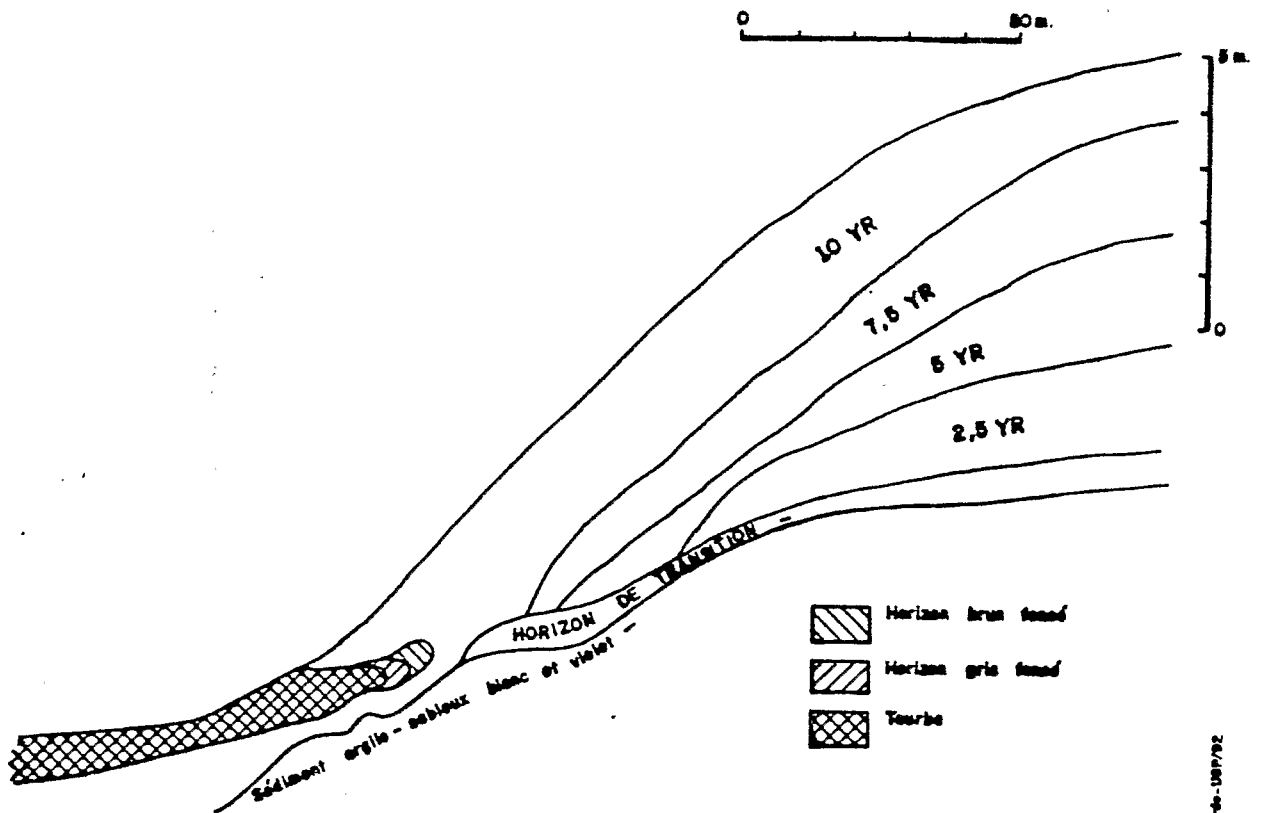 0 50 m.
5 m.
0
10 YR
7,5 YR
5 YR
2,5 YR
HORIZON DE TRANSITION -
Sédiment argilo - sableux blanc et violet -
Horizon brun foncé
Horizon gris foncé
Tourbe